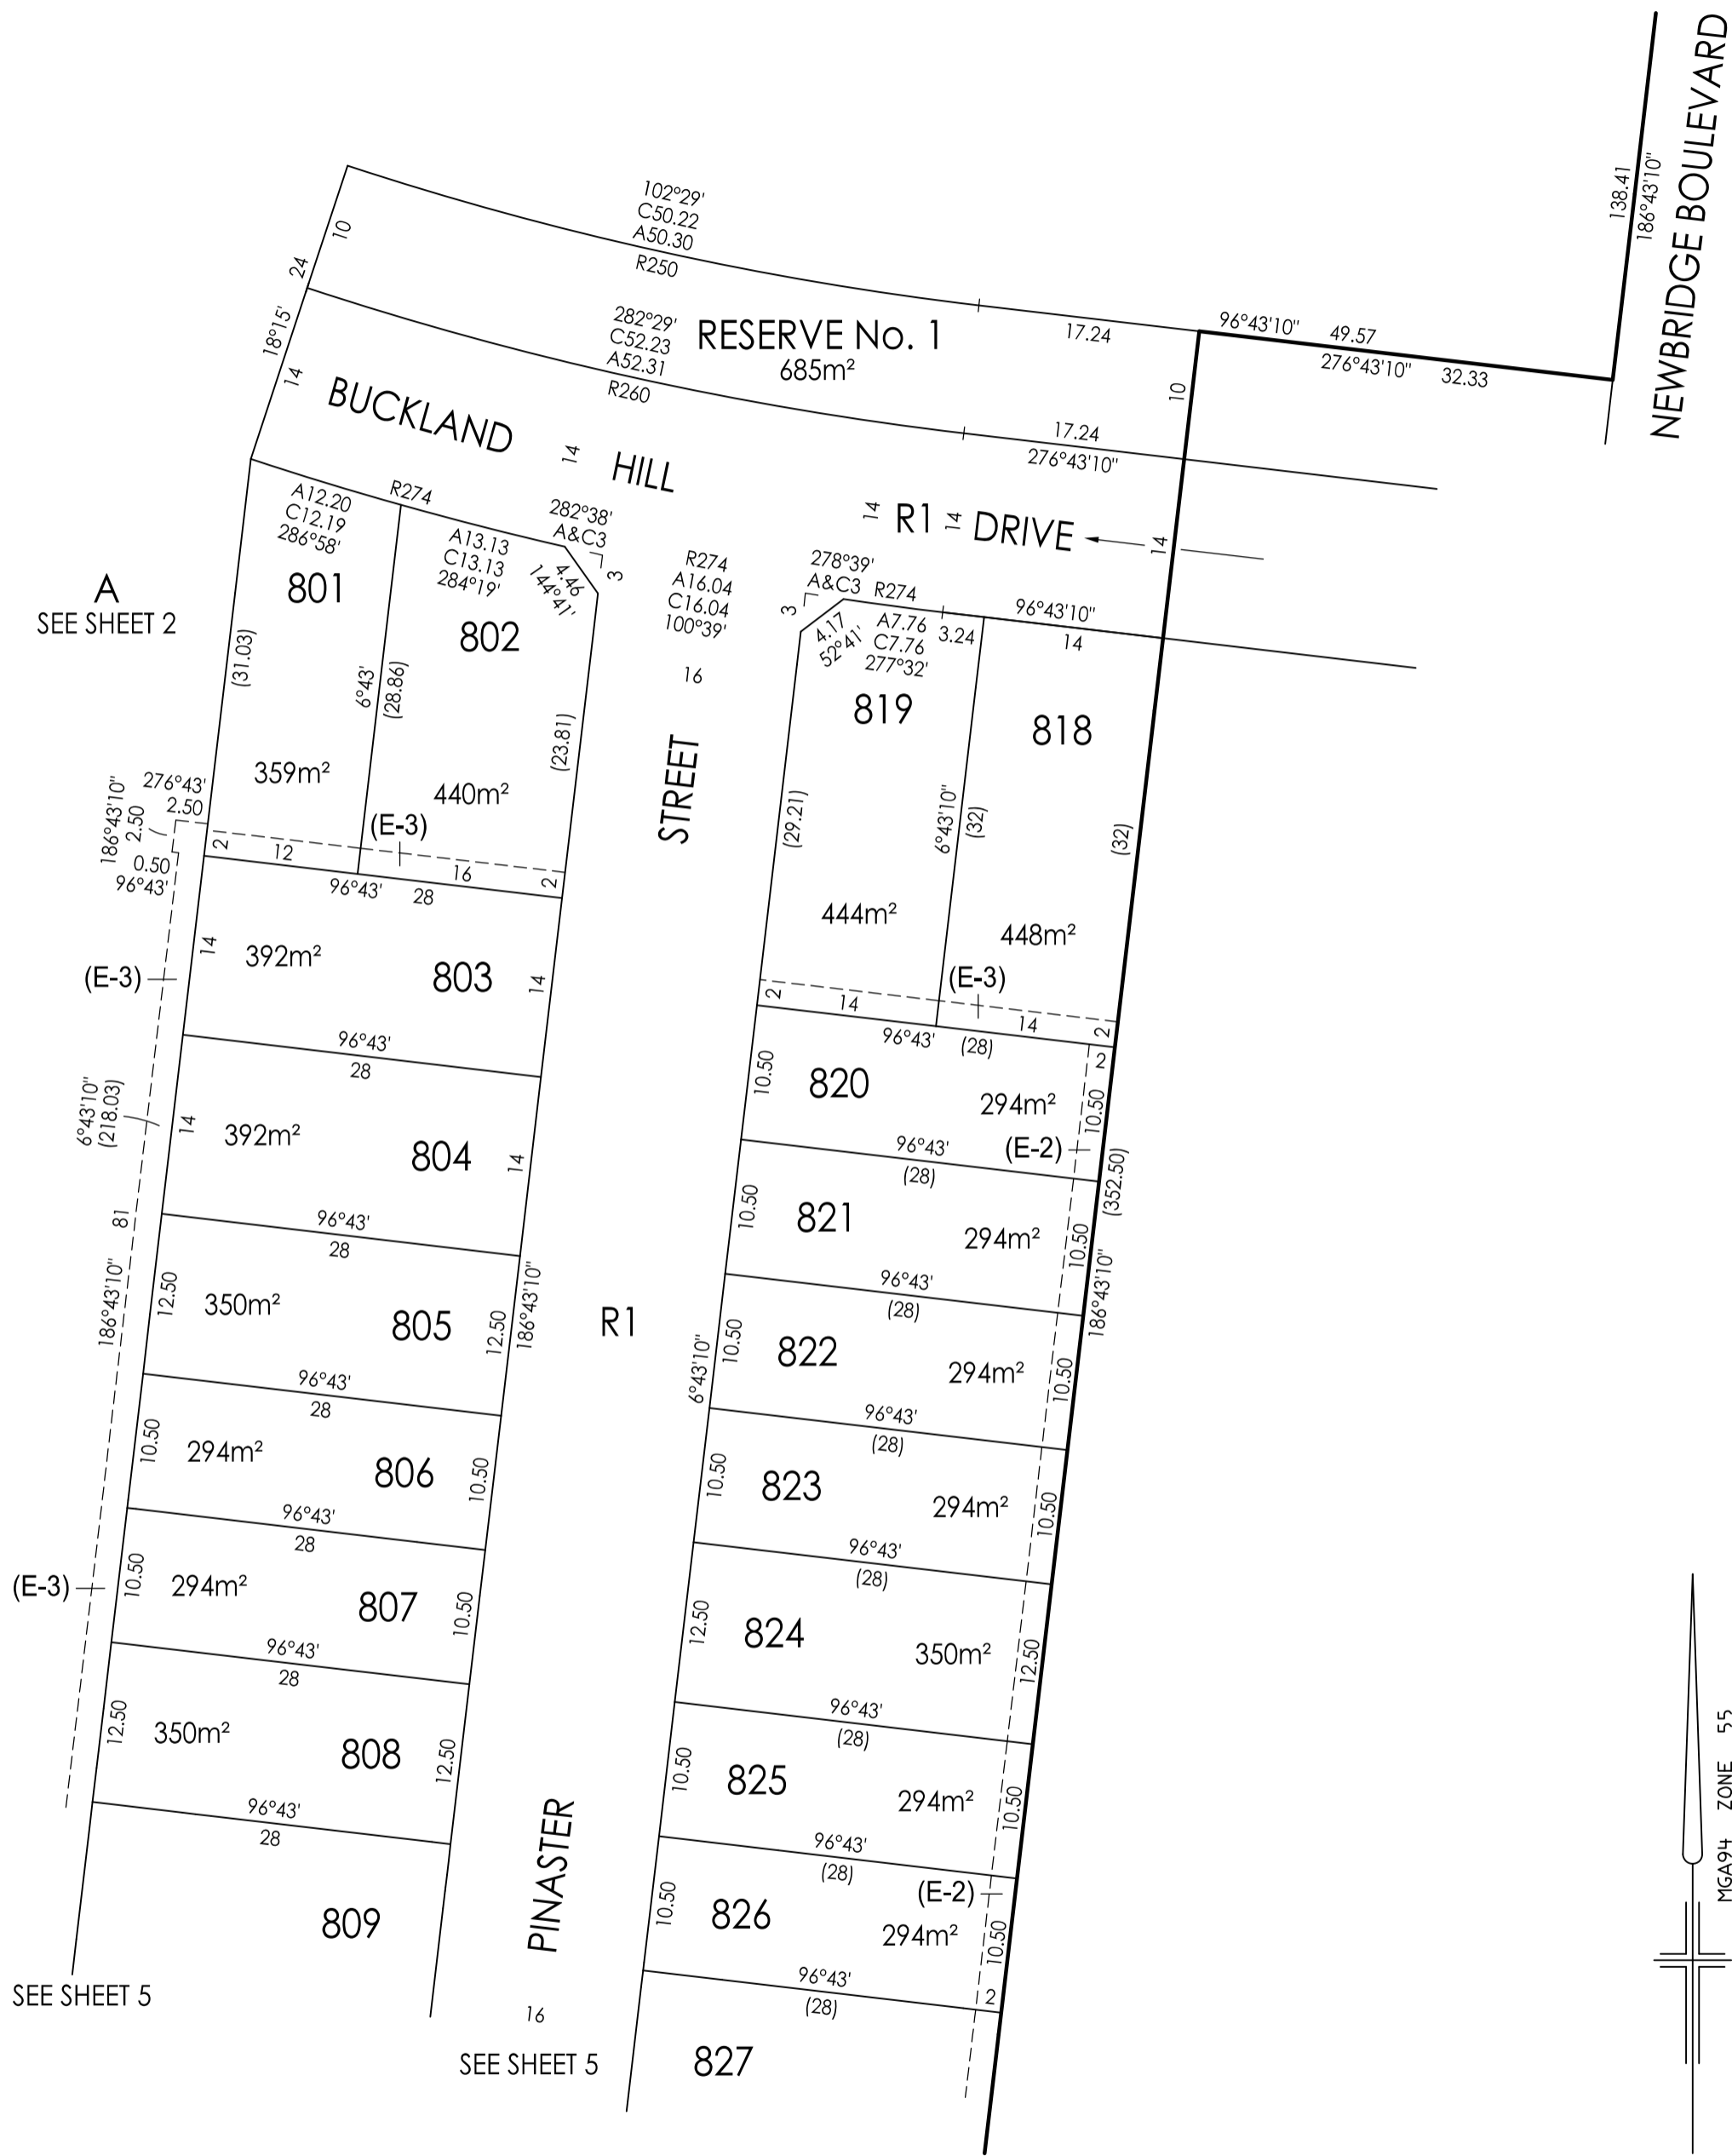 NEWBRIDGE BOULEVARD
138.41
186°43'10"
102°29'
C50.22
A50.30
R250
10
24
18°15'
14
282°29'
C52.23
A52.31
R260
RESERVE No. 1
685m²
17.24
96°43'10" 49.57
276°43'10" 32.33
10
17.24
276°43'10"
BUCKLAND
14
HILL
14
R1
14
DRIVE
14
A
SEE SHEET 2
A12.20
C12.19
286°58'
R274
801
(31.03)
359m²
6°43'
(28.86)
A13.13
C13.13
284°19'
282°38'
A&C3
3
4.46
144°41'
802
(23.81)
440m²
R274
A16.04
C16.04
100°39'
16
STREET
278°39'
A&C3
3
R274
4.17
52°41'
A7.76
C7.76
277°32'
3.24
96°43'10"
14
819
(29.21)
444m²
6°43'10"
(32)
818
(32)
448m²
276°43'
2.50
186°43'10"
2.50
0.50
96°43'
2
12
(E-3)
16
2
96°43'
28
14
392m²
803
14
(E-3)
96°43'
28
6°43'10"
(218.03)
14
392m²
804
14
96°43'
28
81
186°43'10"
12.50
350m²
805
12.50
186°43'10"
96°43'
28
10.50
294m²
806
10.50
96°43'
28
(E-3)
10.50
294m²
807
10.50
96°43'
28
12.50
350m²
808
12.50
96°43'
28
809
SEE SHEET 5
R1
PINASTER
16
SEE SHEET 5
2
14
(E-3)
14
2
96°43'
(28)
2
10.50
820
294m²
10.50
(E-2)
96°43'
(28)
(352.50)
186°43'10"
10.50
821
294m²
10.50
96°43'
(28)
6°43'10"
10.50
822
294m²
10.50
96°43'
(28)
10.50
823
294m²
10.50
96°43'
(28)
12.50
824
350m²
12.50
96°43'
(28)
10.50
825
294m²
10.50
96°43'
(28)
(E-2)
10.50
826
294m²
10.50
96°43'
(28)
2
827
MGA94 ZONE 55